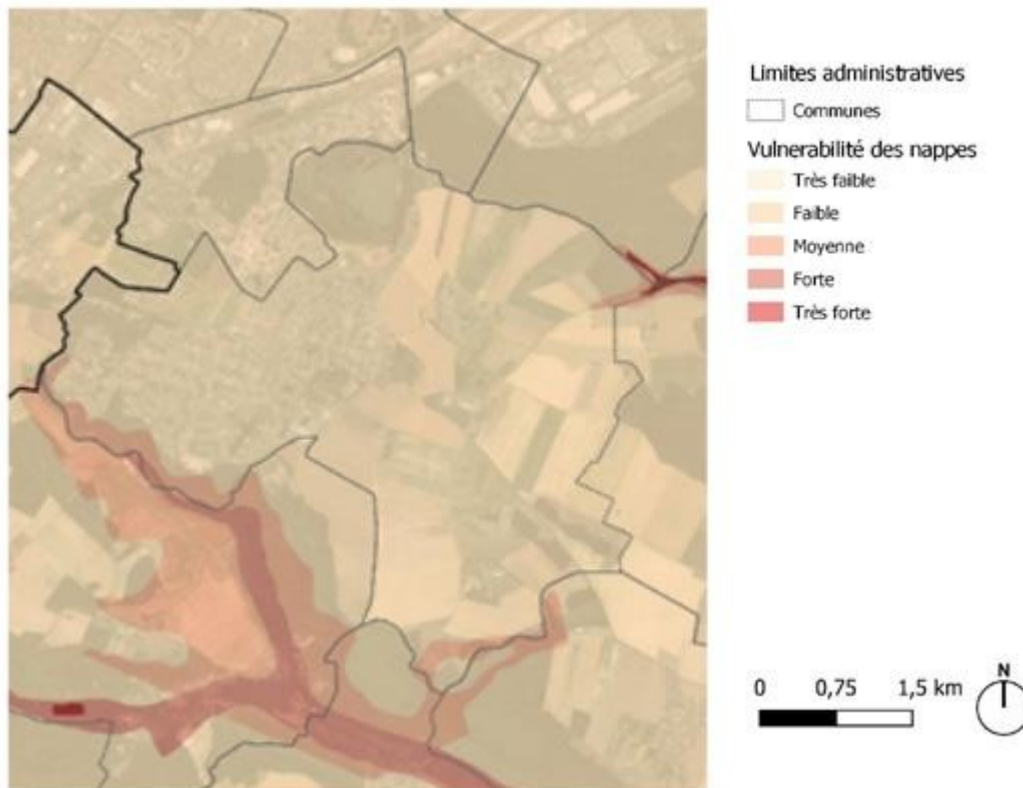 Limites administratives
Communes
Vulnerabilité des nappes
Très faible
Faible
Moyenne
Forte
Très forte
0 0,75 1,5 km
N